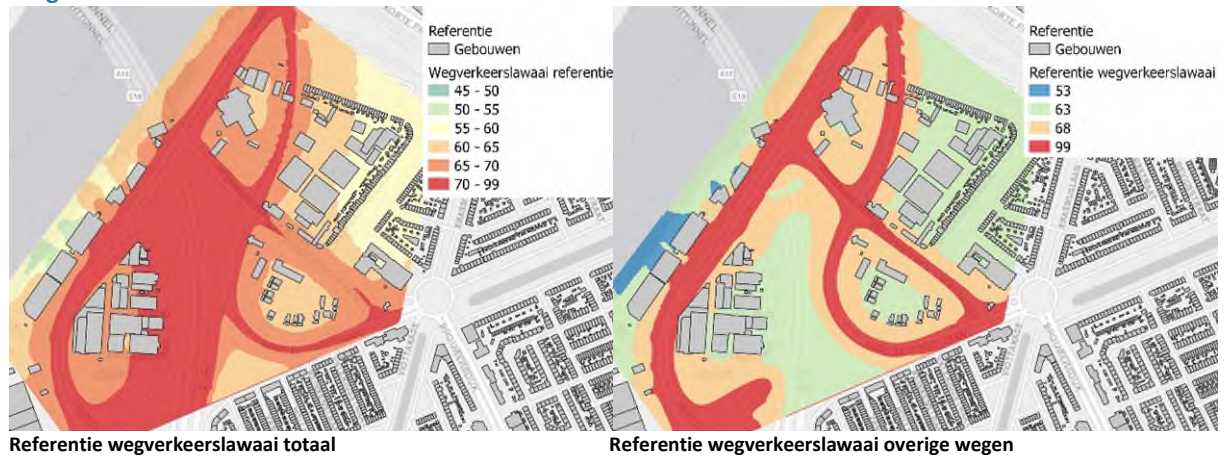 Referentie
Gebouwen
Wegverkeerslawaai referentie
45 - 50
50 - 55
55 - 60
60 - 65
65 - 70
70 - 99
Referentie
Gebouwen
Referentie wegverkeerslawaai
53
63
68
99
Referentie wegverkeerslawaai totaal
Referentie wegverkeerslawaai overige wegen